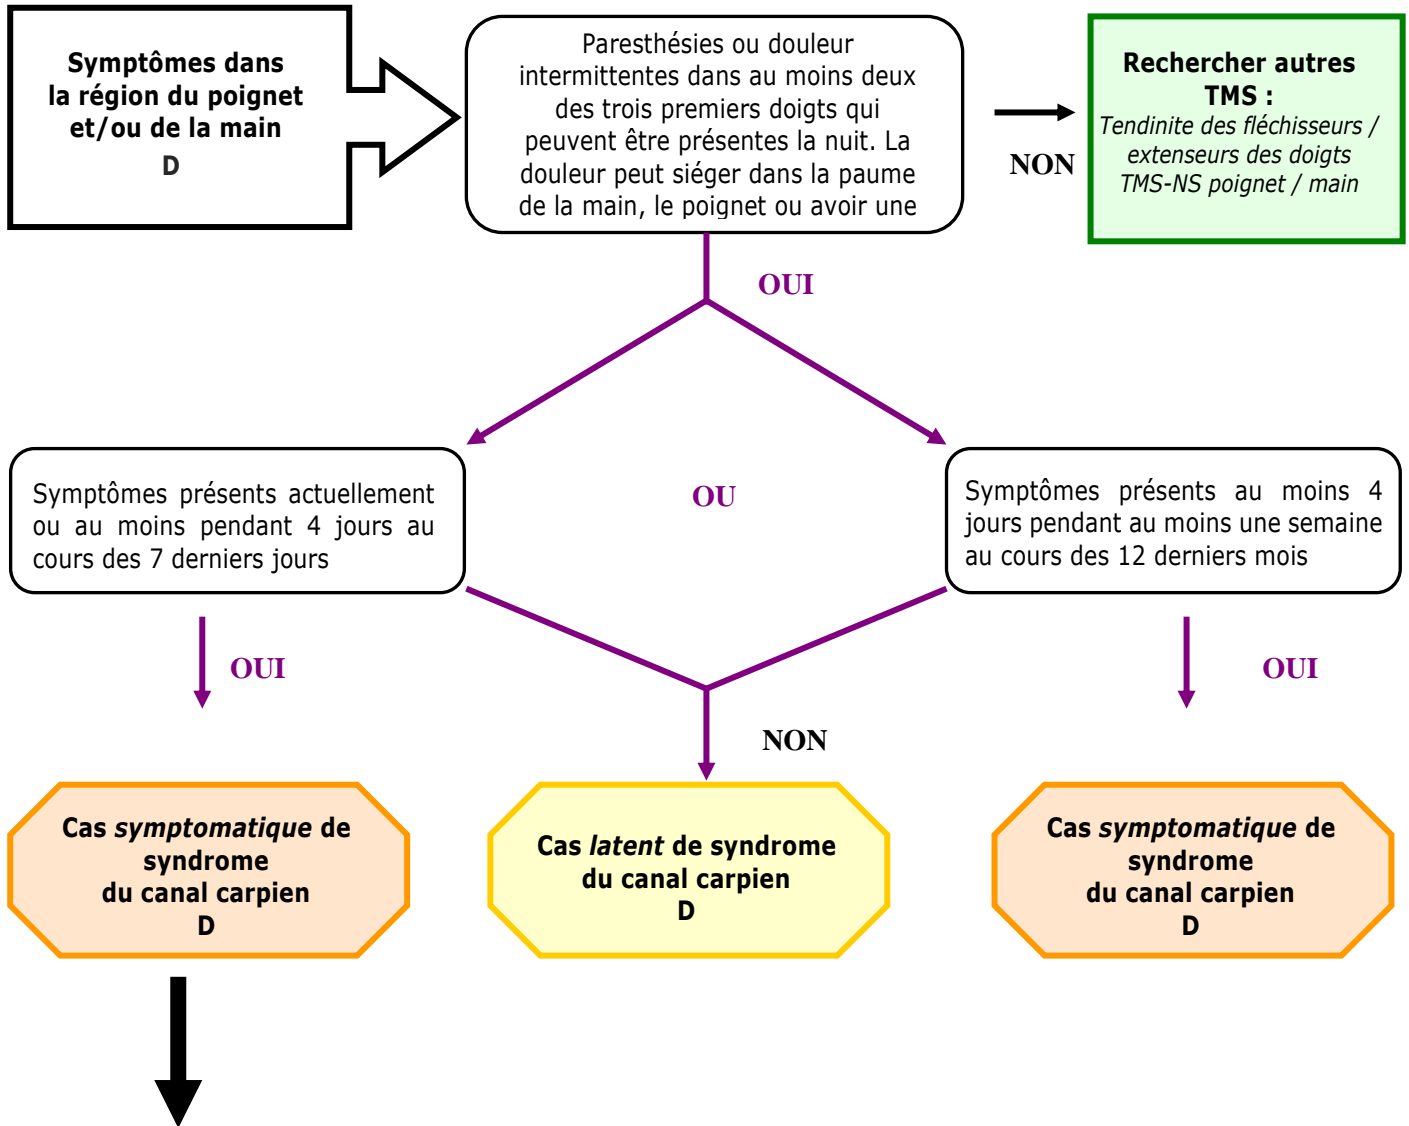 Symptômes dans
la région du poignet
et/ou de la main
D
Paresthésies ou douleur
intermittentes dans au moins deux
des trois premiers doigts qui
peuvent être présentes la nuit. La
douleur peut siéger dans la paume
de la main, le poignet ou avoir une
NON
Rechercher autres
TMS :
Tendinite des fléchisseurs /
extenseurs des doigts
TMS-NS poignet / main
OUI
Symptômes présents actuellement
ou au moins pendant 4 jours au
cours des 7 derniers jours
OU
Symptômes présents au moins 4
jours pendant au moins une semaine
au cours des 12 derniers mois
OUI
NON
OUI
Cas symptomatique de
syndrome
du canal carpien
D
Cas latent de syndrome
du canal carpien
D
Cas symptomatique de
syndrome
du canal carpien
D